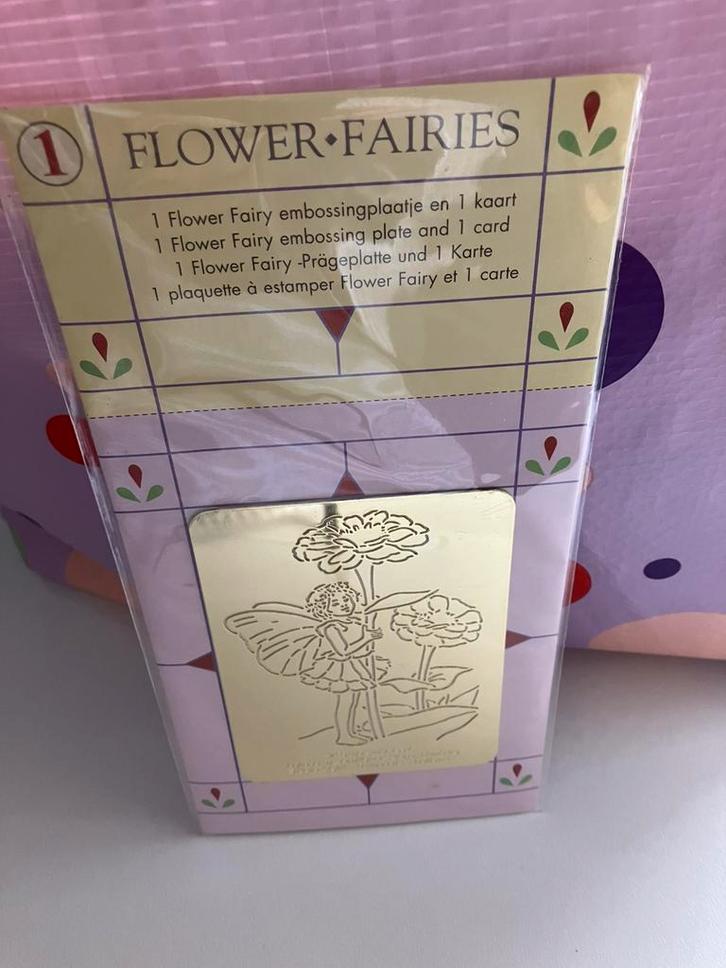 1
FLOWER◆FAIRIES
1 Flower Fairy embossingplaatje en 1 kaart
1 Flower Fairy embossing plate and 1 card
1 Flower Fairy -Prägeplatte und 1 Karte
1 plaquette à estamper Flower Fairy et 1 carte